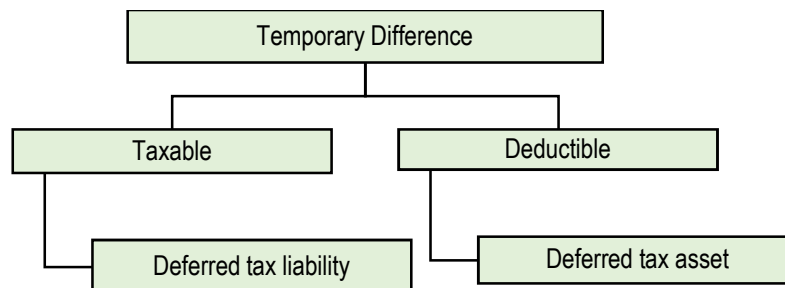 Temporary Difference
Taxable
Deductible
Deferred tax liability
Deferred tax asset